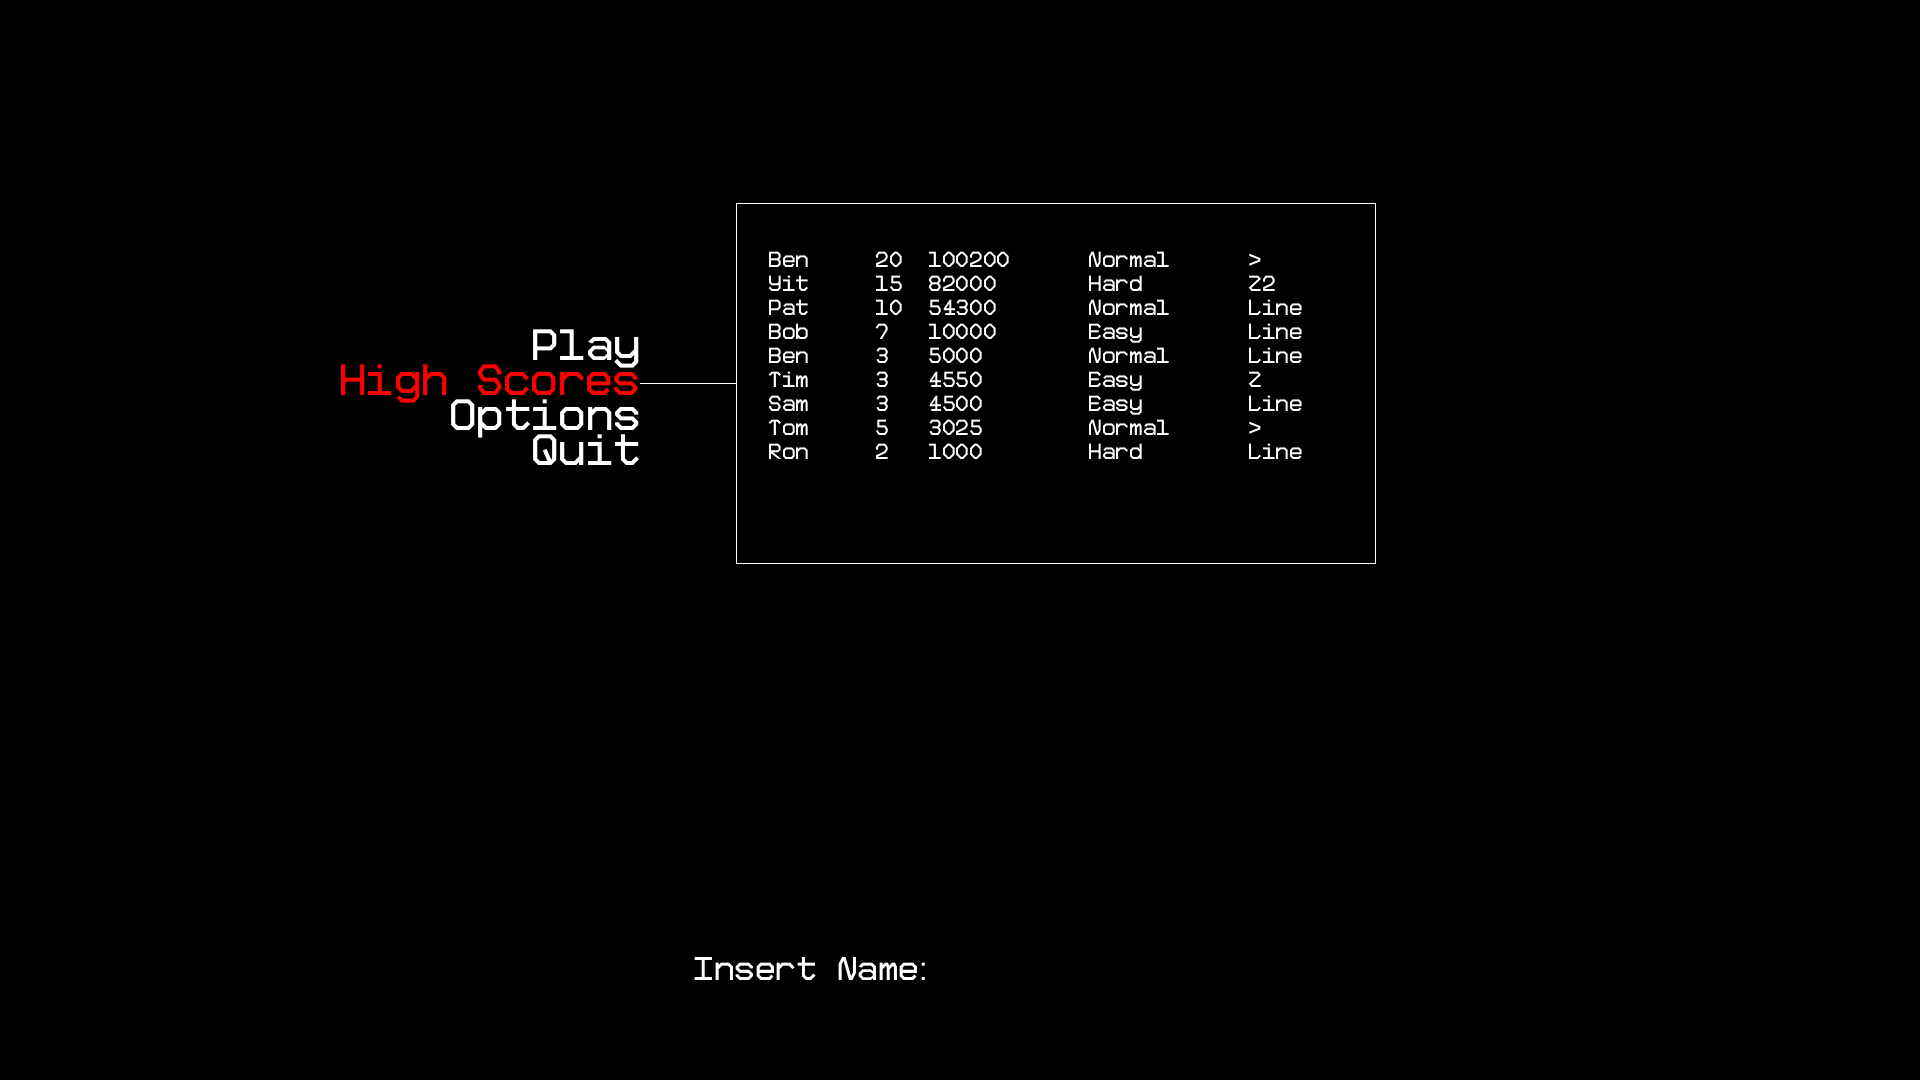 Play
High Scores
Options
Quit
Ben 20 100200 Normal >
Yit 15 82000 Hard Z2
Pat 10 54300 Normal Line
Bob 7 10000 Easy Line
Ben 3 5000 Normal Line
Tim 3 4550 Easy Z
Sam 3 4500 Easy Line
Tom 5 3025 Normal >
Ron 2 1000 Hard Line
Insert Name: